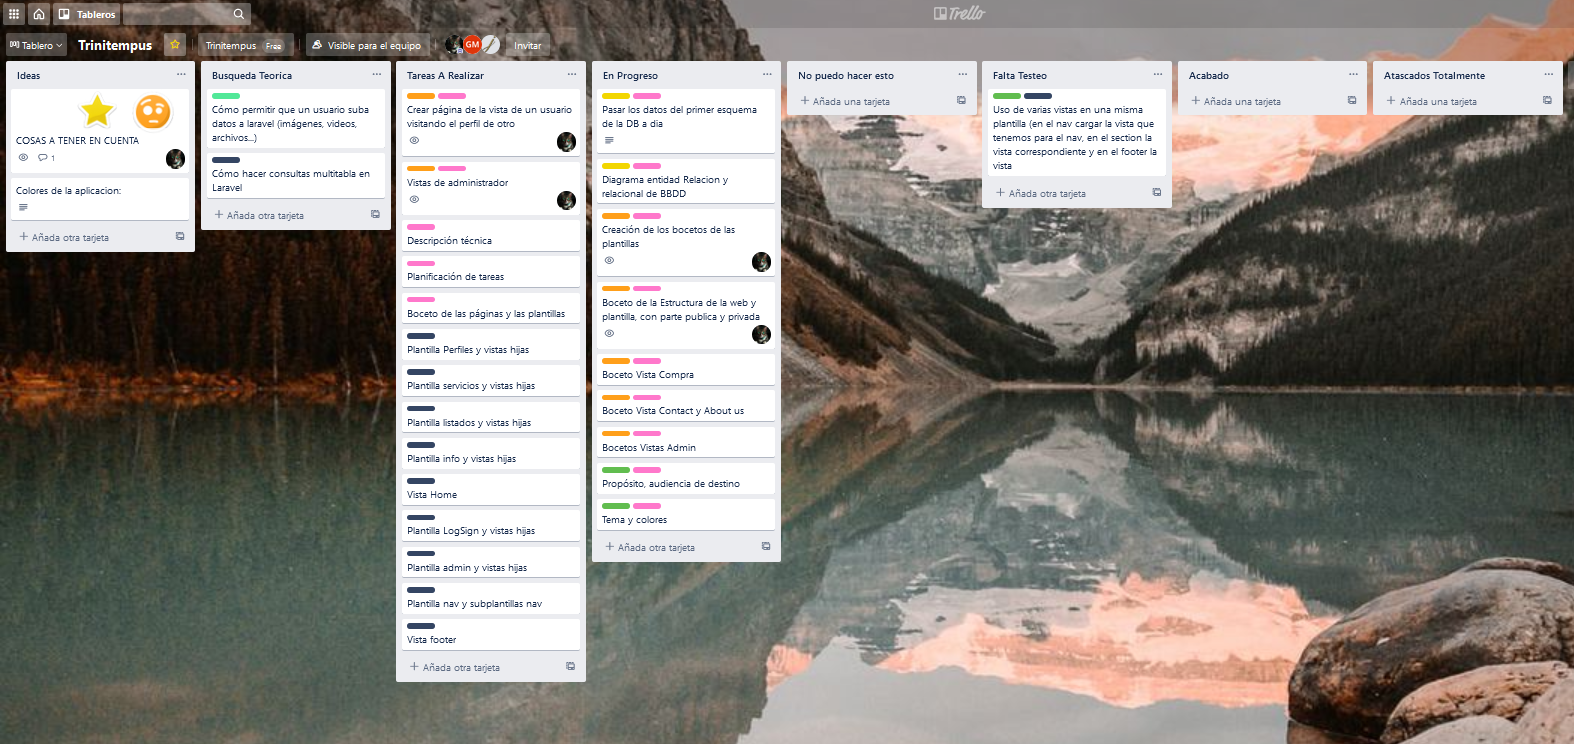 Tableros
Trello
Tablero
Trinitempus
Trinitempus Free
Visible para el equipo
GM
Invitar
Ideas
COSAS A TENER EN CUENTA
1
Colores de la aplicacion:
Añada otra tarjeta
Busqueda Teorica
Cómo permitir que un usuario suba
datos a laravel (imágenes, videos,
archivos...)
Cómo hacer consultas multitabla en
Laravel
Añada otra tarjeta
Tareas A Realizar
Crear página de la vista de un usuario
visitando el perfil de otro
Vistas de administrador
Descripción técnica
Planificación de tareas
Boceto de las páginas y las plantillas
Plantilla Perfiles y vistas hijas
Plantilla servicios y vistas hijas
Plantilla listados y vistas hijas
Plantilla info y vistas hijas
Vista Home
Plantilla LogSign y vistas hijas
Plantilla admin y vistas hijas
Plantilla nav y subplantillas nav
Vista footer
Añada otra tarjeta
En Progreso
Pasar los datos del primer esquema
de la DB a dia
Diagrama entidad Relacion y
relacional de BBDD
Creación de los bocetos de las
plantillas
Boceto de la Estructura de la web y
plantilla, con parte publica y privada
Boceto Vista Compra
Boceto Vista Contact y About us
Bocetos Vistas Admin
Propósito, audiencia de destino
Tema y colores
Añada otra tarjeta
No puedo hacer esto
Añada una tarjeta
Falta Testeo
Uso de varias vistas en una misma
plantilla (en el nav cargar la vista que
tenemos para el nav, en el section la
vista correspondiente y en el footer la
vista
Añada otra tarjeta
Acabado
Añada una tarjeta
Atascados Totalmente
Añada una tarjeta